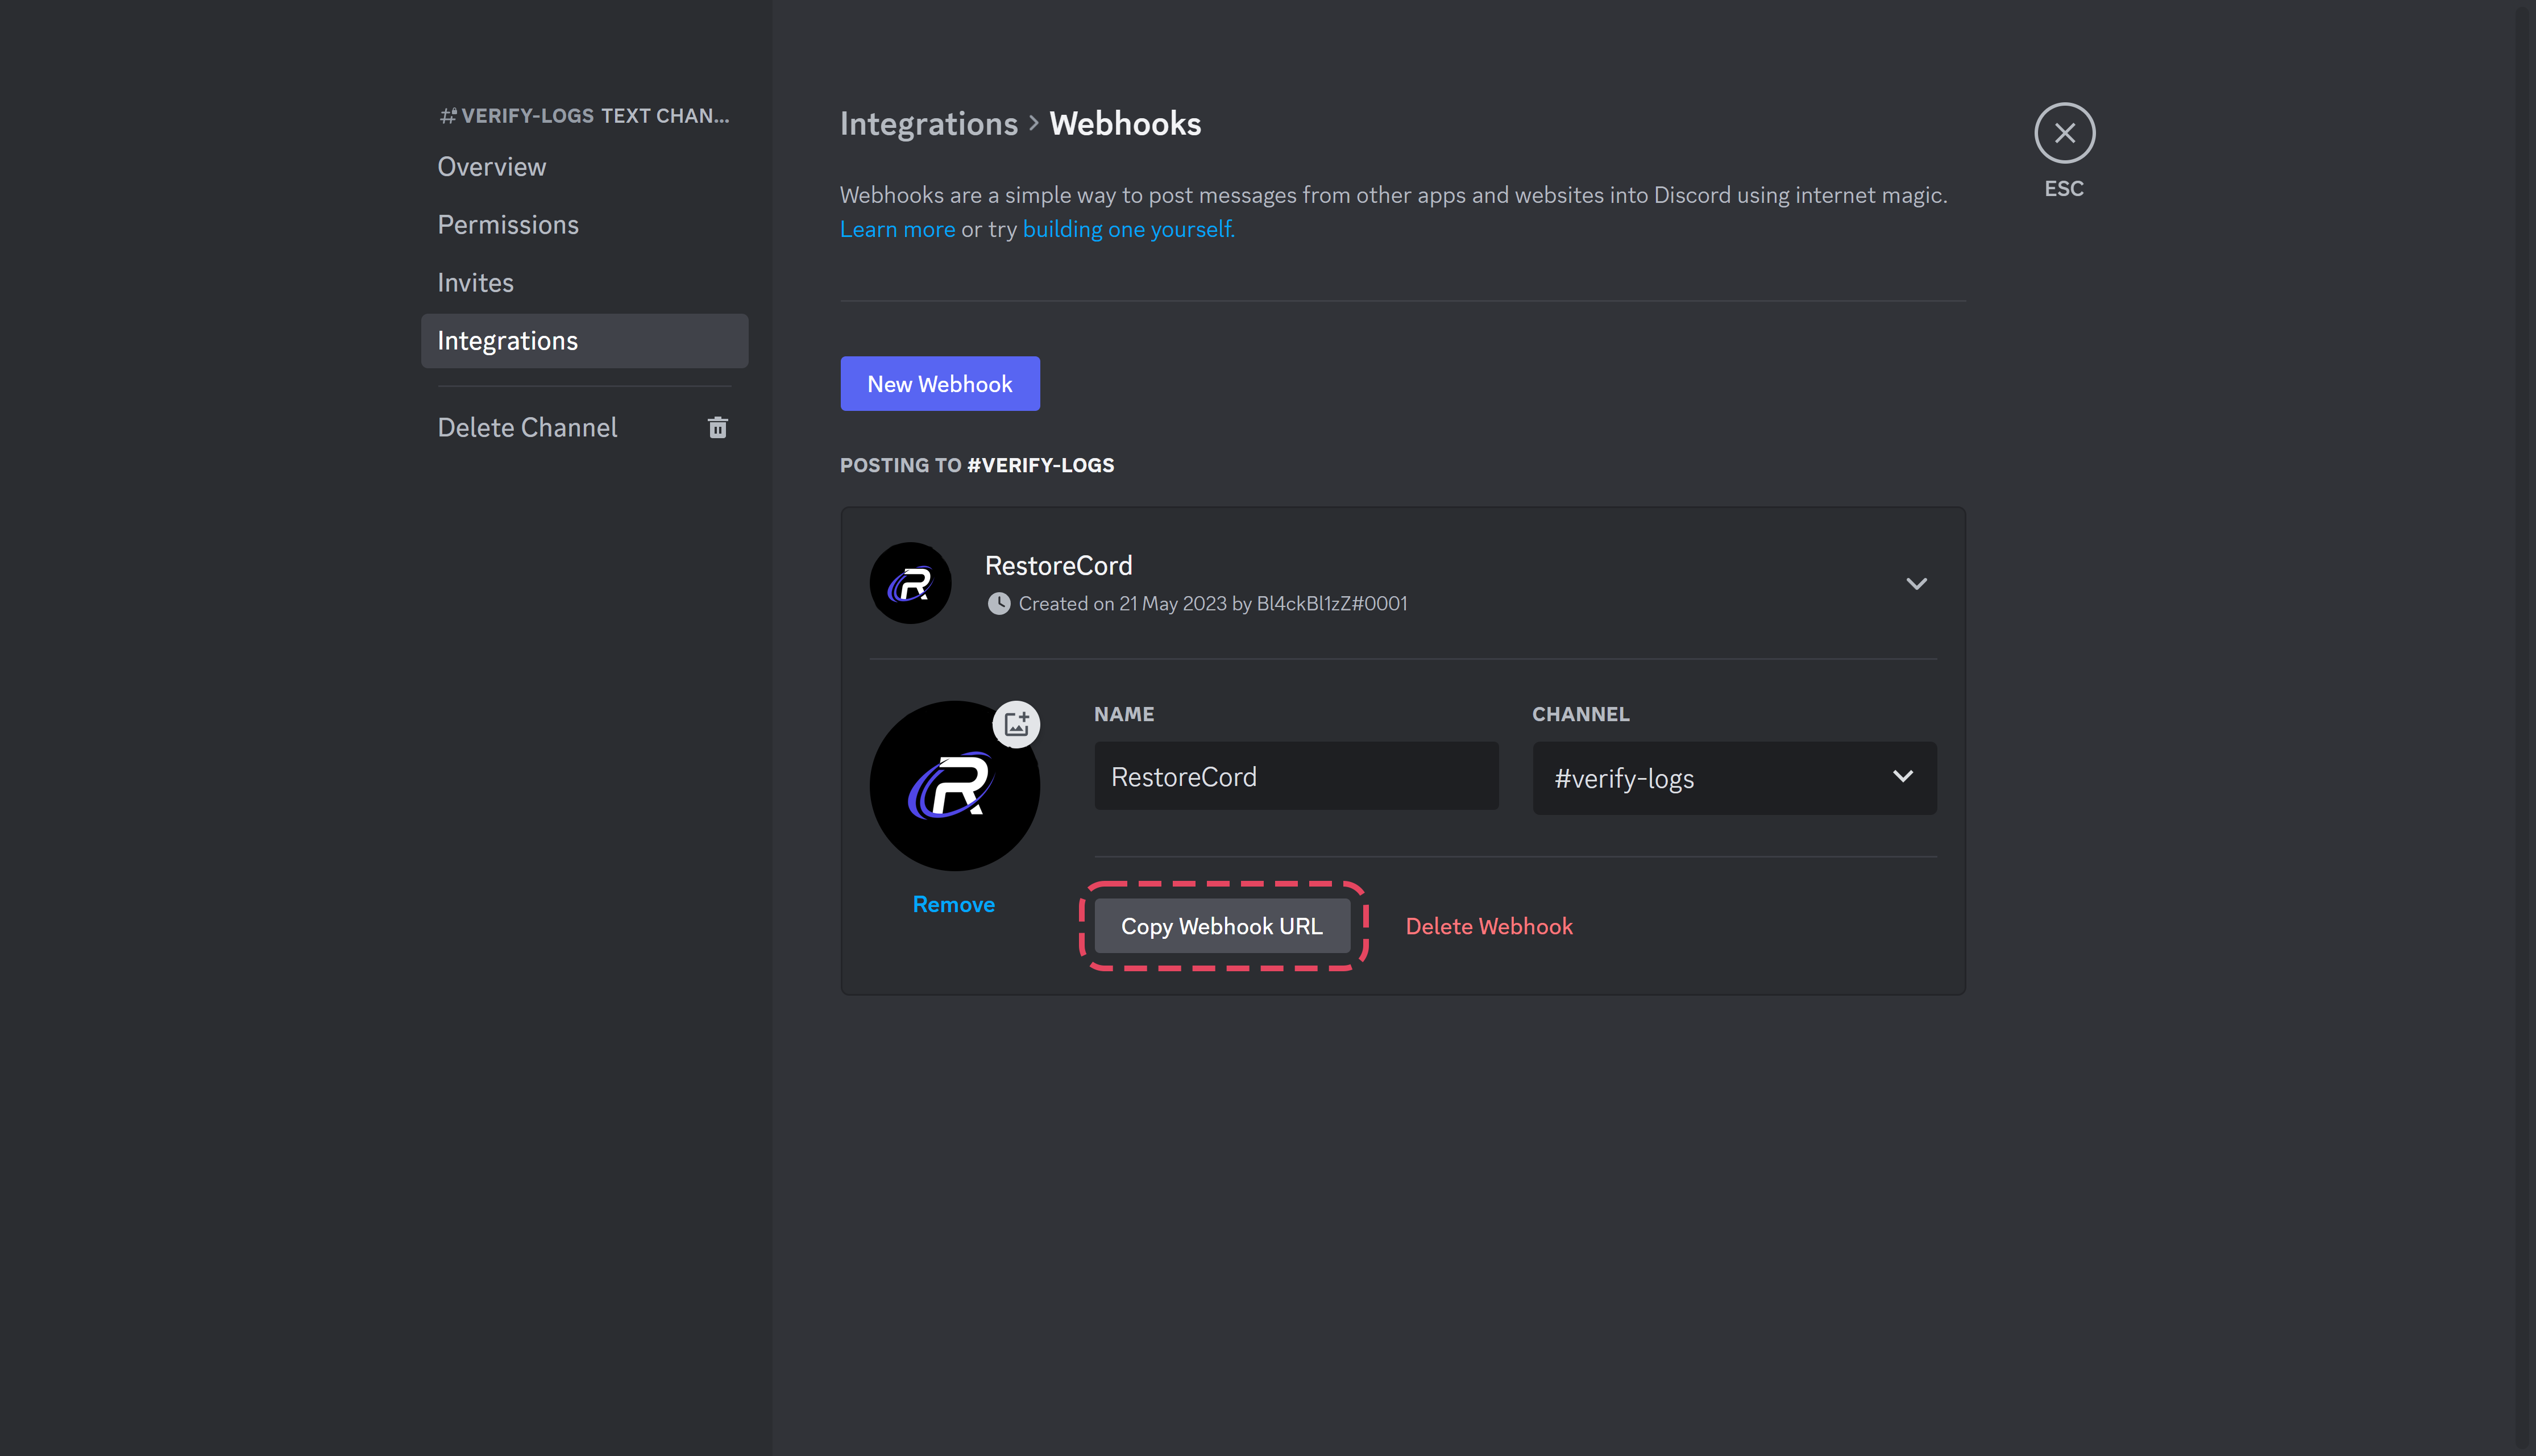 VERIFY-LOGS TEXT CHAN...
Overview
Permissions
Invites
Integrations
Delete Channel
Integrations > Webhooks
Webhooks are a simple way to post messages from other apps and websites into Discord using internet magic.
Learn more or try building one yourself.
ESC
New Webhook
POSTING TO #VERIFY-LOGS
RestoreCord
Created on 21 May 2023 by Bl4ckBl1zZ#0001
NAME
RestoreCord
CHANNEL
#verify-logs
Remove
Copy Webhook URL
Delete Webhook